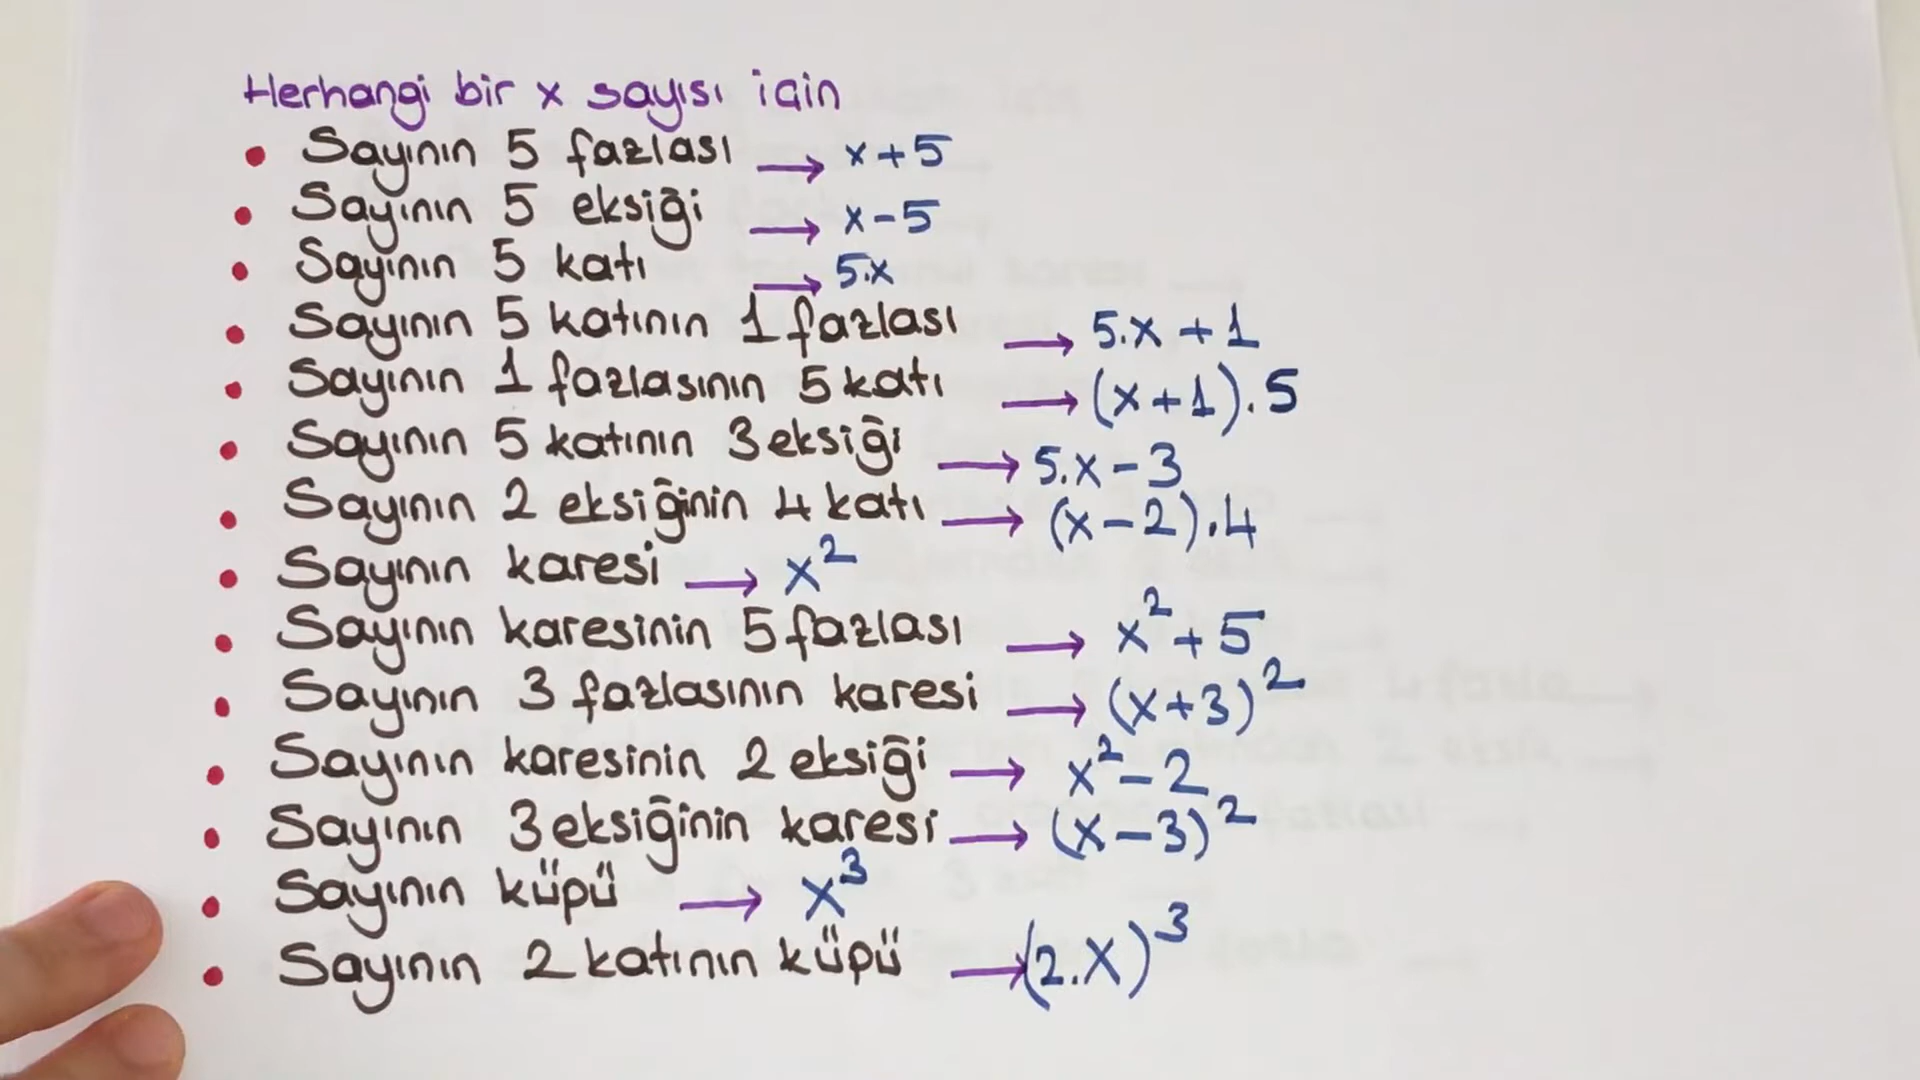 Herhangi bir x sayısı için
• Sayının 5 fazlası → x+5
• Sayının 5 eksiği → x-5
• Sayının 5 katı → 5.x
• Sayının 5 katının 1 fazlası → 5.x + 1
• Sayının 1 fazlasının 5 katı → (x+1).5
• Sayının 5 katının 3 eksiği → 5.x - 3
• Sayının 2 eksiğinin 4 katı → (x-2).4
• Sayının karesi → x²
• Sayının karesinin 5 fazlası → x²+5
• Sayının 3 fazlasının karesi → (x+3)²
• Sayının karesinin 2 eksiği → x²-2
• Sayının 3 eksiğinin karesi → (x-3)²
• Sayının küpü → x³
• Sayının 2 katının küpü → (2.x)³